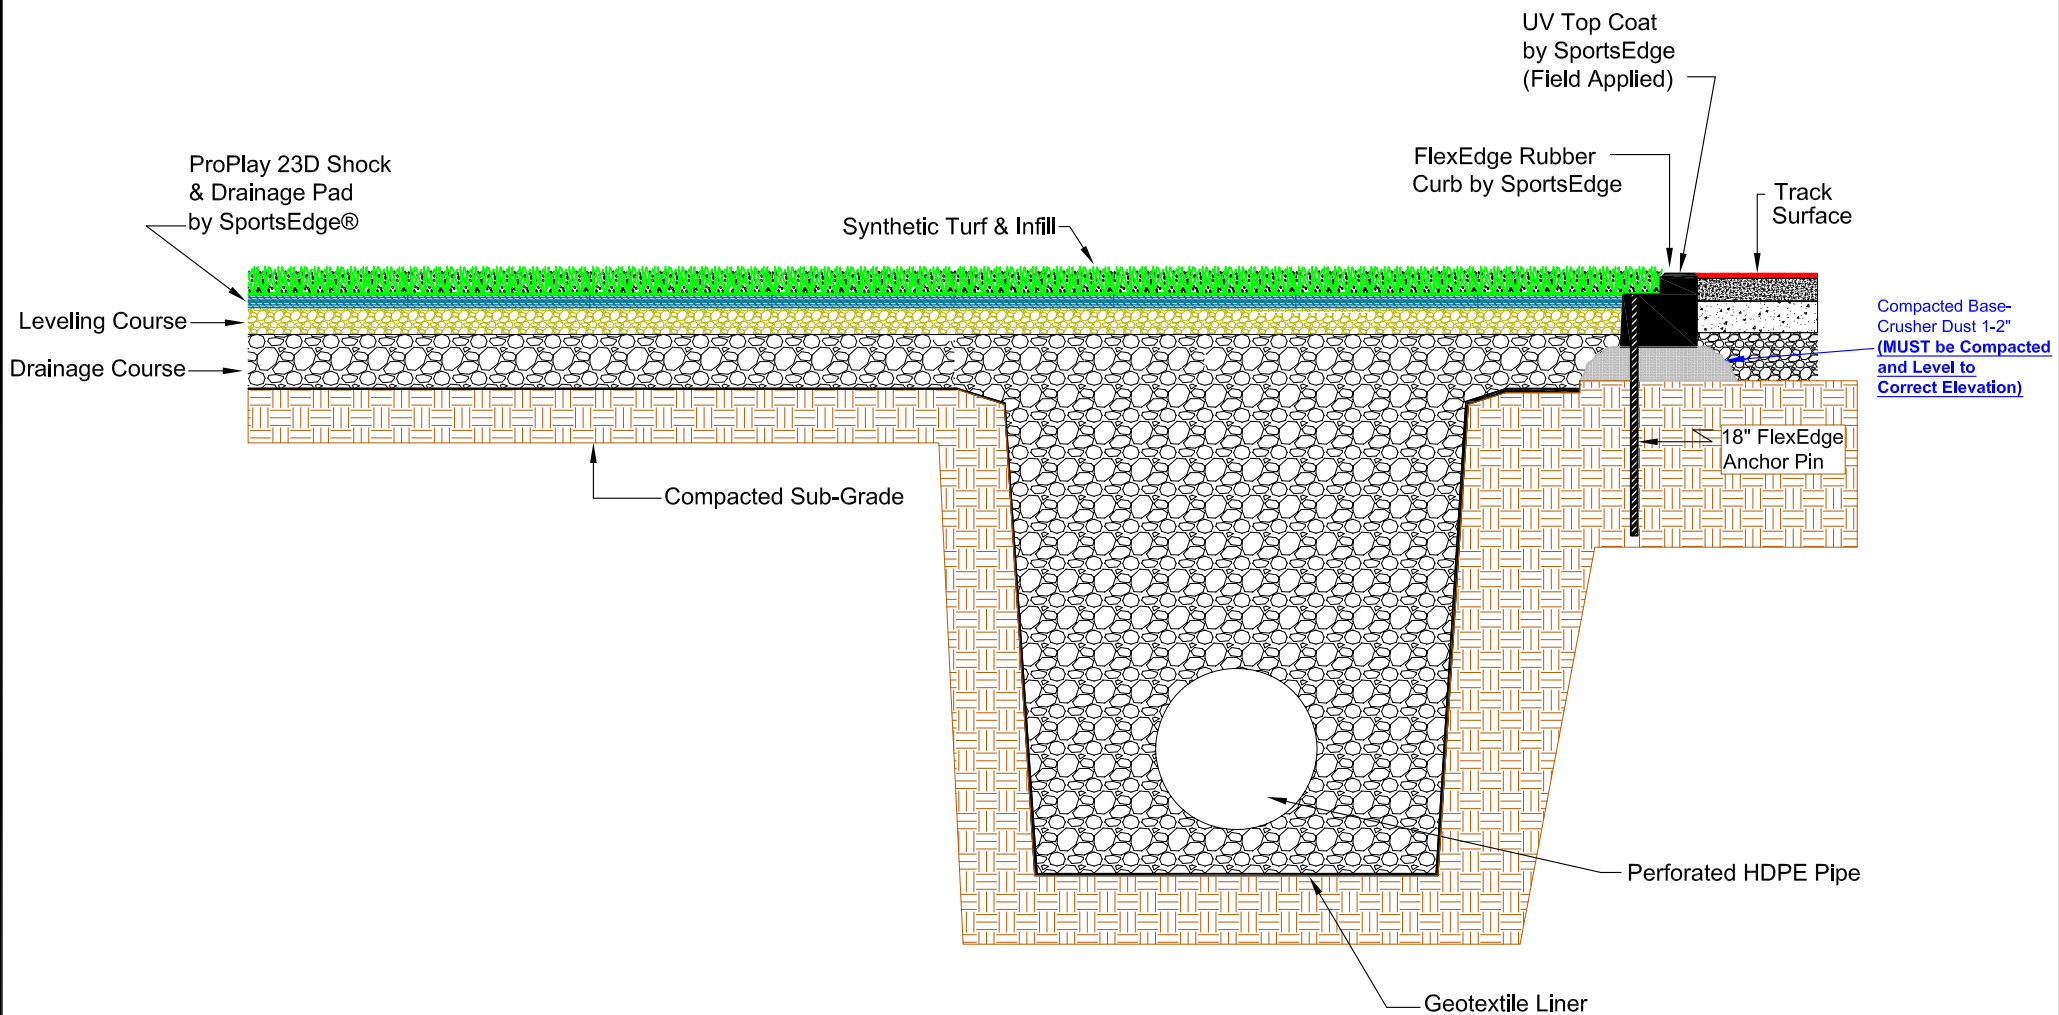 UV Top Coat
by SportsEdge
(Field Applied)
ProPlay 23D Shock
& Drainage Pad
by SportsEdge®
FlexEdge Rubber
Curb by SportsEdge
Track
Surface
Synthetic Turf & Infill
Leveling Course
Drainage Course
Compacted Base-
Crusher Dust 1-2"
(MUST be Compacted
and Level to
Correct Elevation)
18" FlexEdge
Anchor Pin
Compacted Sub-Grade
Perforated HDPE Pipe
Geotextile Liner